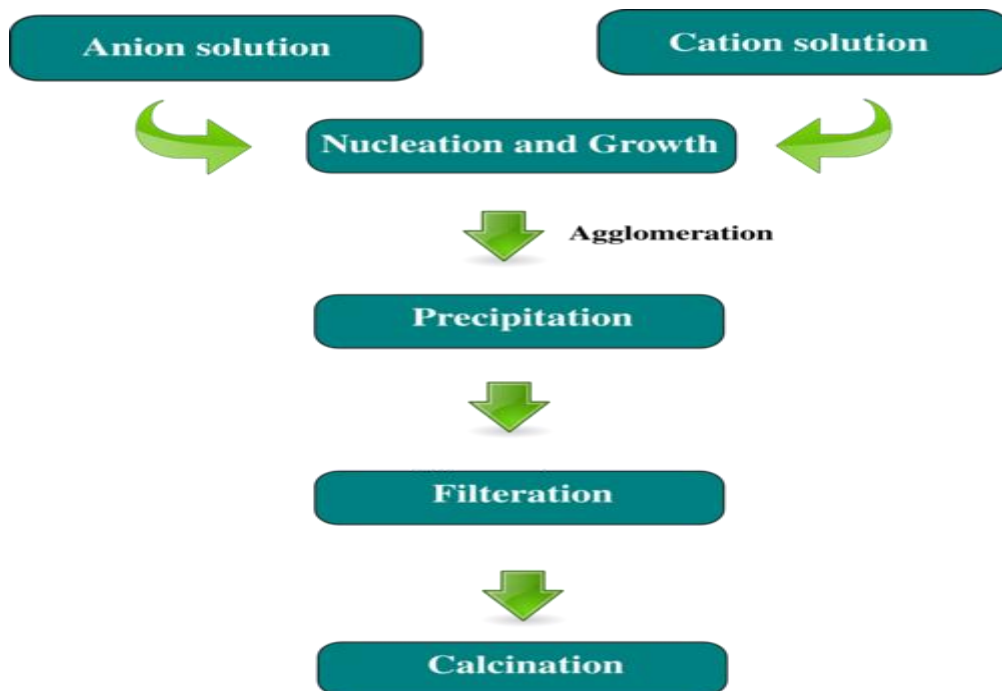 Anion solution
Cation solution
Nucleation and Growth
Agglomeration
Precipitation
Filteration
Calcination